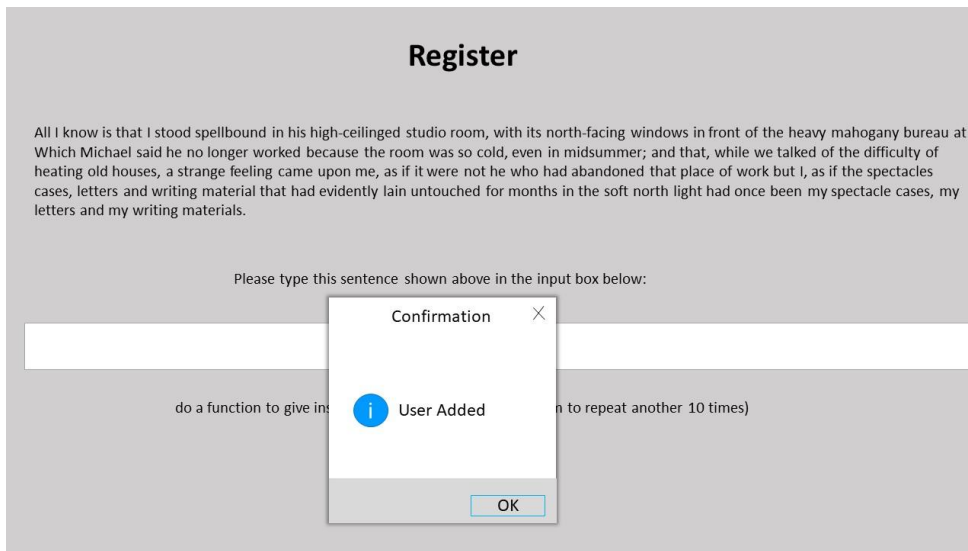 Register
All I know is that I stood spellbound in his high-ceilinged studio room, with its north-facing windows in front of the heavy mahogany bureau at
Which Michael said he no longer worked because the room was so cold, even in midsummer; and that, while we talked of the difficulty of
heating old houses, a strange feeling came upon me, as if it were not he who had abandoned that place of work but I, as if the spectacles
cases, letters and writing material that had evidently lain untouched for months in the soft north light had once been my spectacle cases, my
letters and my writing materials.
Please type this sentence shown above in the input box below:
Confirmation
do a function to give
User Added
to repeat another 10 times)
OK